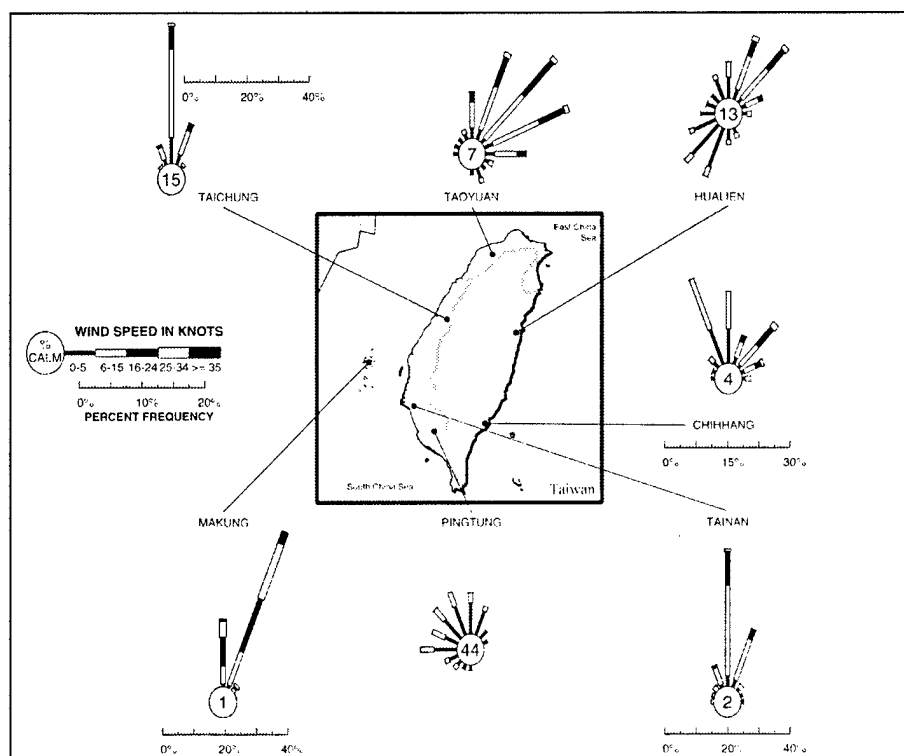 0% 20% 40%
15
7
13
TAICHUNG
TAOYUAN
HUALIEN
East China
Sea
WIND SPEED IN KNOTS
% CALM
0-5 6-15 16-24 25-34 >= 35
0% 10% 20%
PERCENT FREQUENCY
4
CHIHHANG
0% 15% 30%
South China Sea
Taiwan
MAKUNG
PINGTUNG
TAINAN
44
1
2
0% 20% 40%
0% 20% 40%